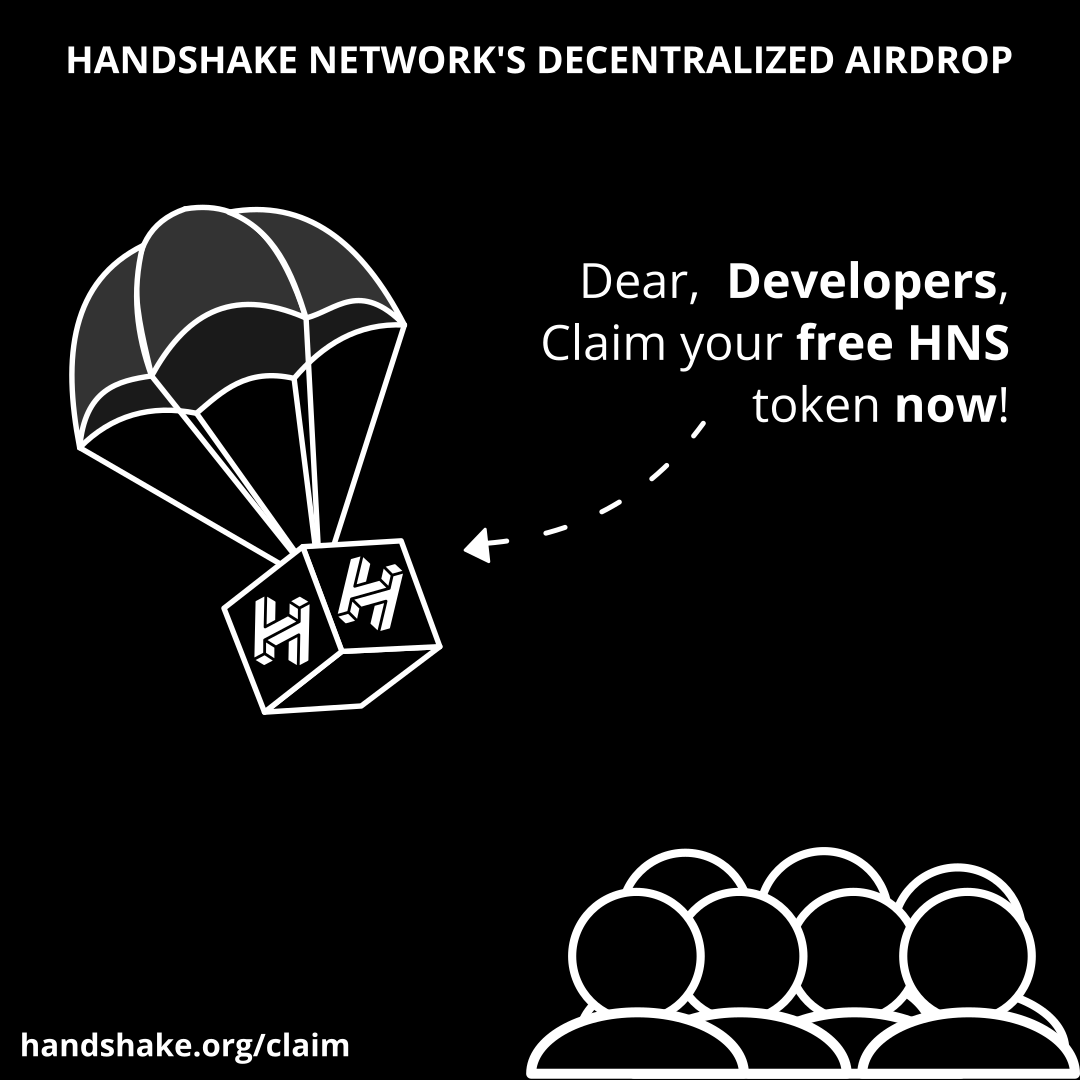 HANDSHAKE NETWORK'S DECENTRALIZED AIRDROP
Dear, Developers,
Claim your free HNS
token now!
H H
handshake.org/claim